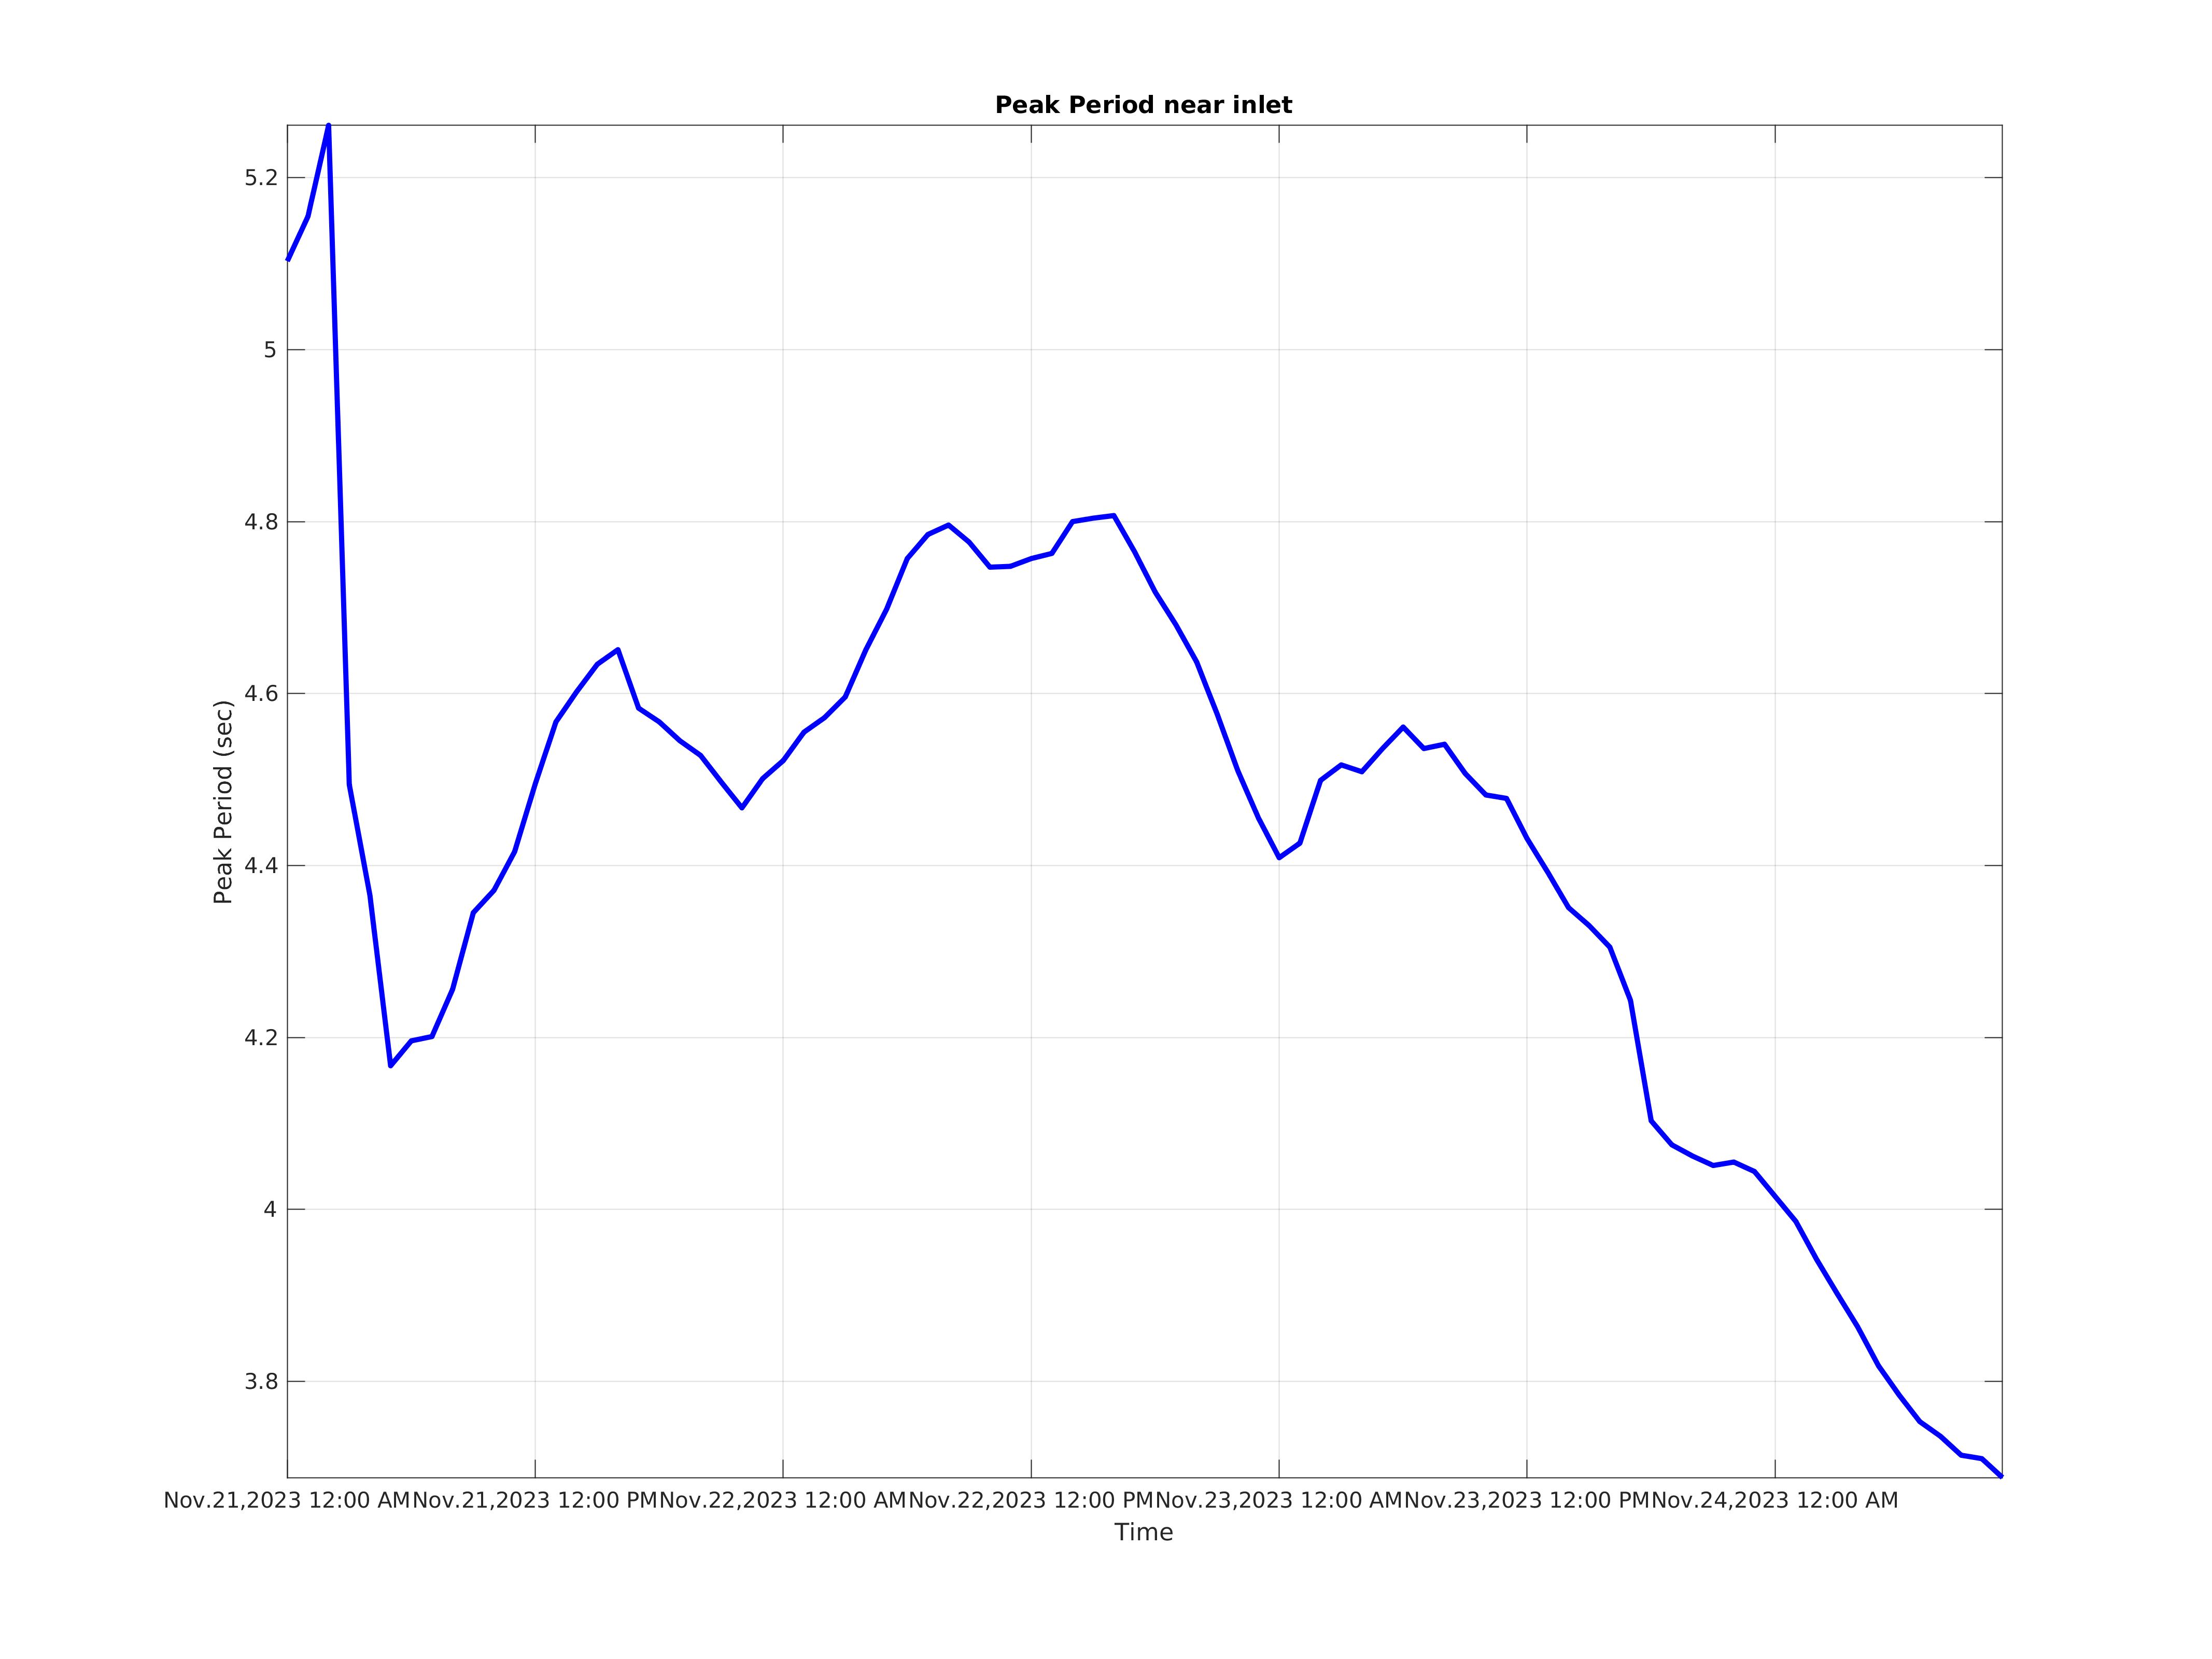 Peak Period near inlet
5.2
5
4.8
4.6
4.4
4.2
4
3.8
Peak Period (sec)
Nov.21,2023 12:00 AM Nov.21,2023 12:00 PM Nov.22,2023 12:00 AM Nov.22,2023 12:00 PM Nov.23,2023 12:00 AM Nov.23,2023 12:00 PM Nov.24,2023 12:00 AM
Time